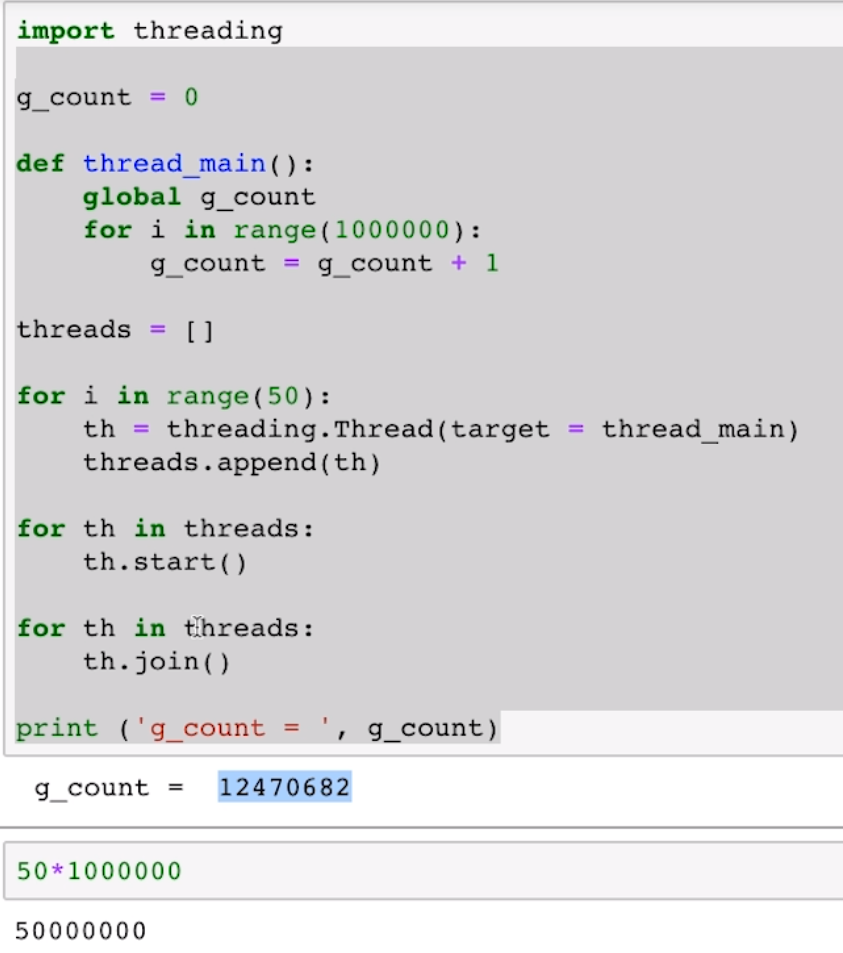 import threading
g_count = 0
def thread_main():
    global g_count
    for i in range(1000000):
        g_count = g_count + 1
threads = []
for i in range(50):
    th = threading.Thread(target = thread_main)
    threads.append(th)
for th in threads:
    th.start()
for th in threads:
    th.join()
print ('g_count = ', g_count)
g_count =  12470682
50*1000000
50000000